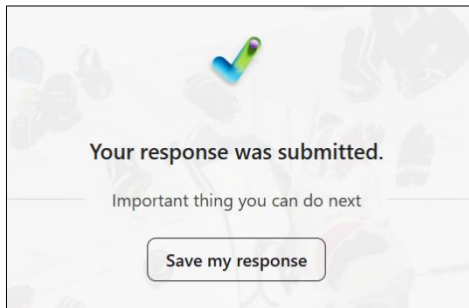 Your response was submitted.
Important thing you can do next
Save my response